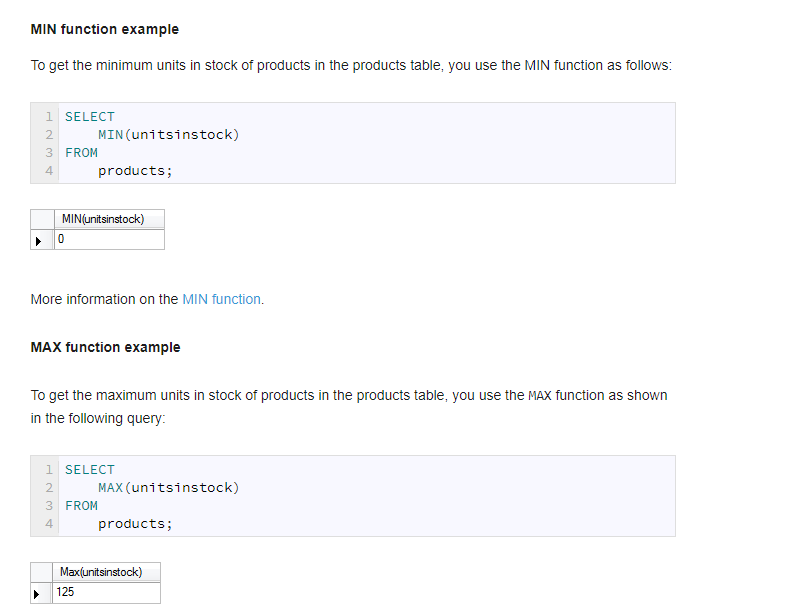 MIN function example
To get the minimum units in stock of products in the products table, you use the MIN function as follows:
1 SELECT
2     MIN(unitsinstock)
3 FROM
4     products;
MIN(unitsinstock)
0
More information on the MIN function.
MAX function example
To get the maximum units in stock of products in the products table, you use the MAX function as shown
in the following query:
1 SELECT
2     MAX(unitsinstock)
3 FROM
4     products;
Max(unitsinstock)
125